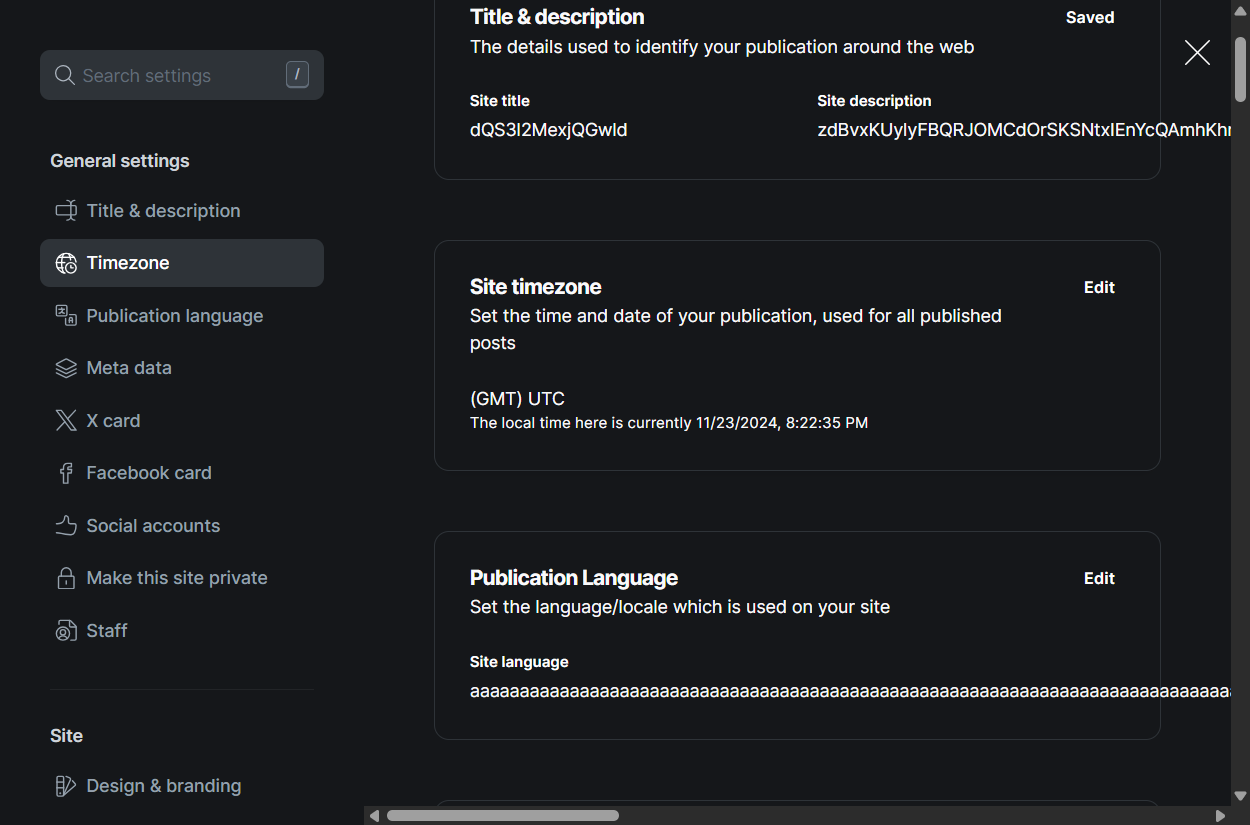 Search settings
/
General settings
Title & description
Timezone
Publication language
Meta data
X card
Facebook card
Social accounts
Make this site private
Staff
Site
Design & branding
Title & description
Saved
The details used to identify your publication around the web
Site title
Site description
dQS3I2MexjQGwld
Site timezone
Edit
Set the time and date of your publication, used for all published
posts
(GMT) UTC
The local time here is currently 11/23/2024, 8:22:35 PM
Publication Language
Edit
Set the language/locale which is used on your site
Site language